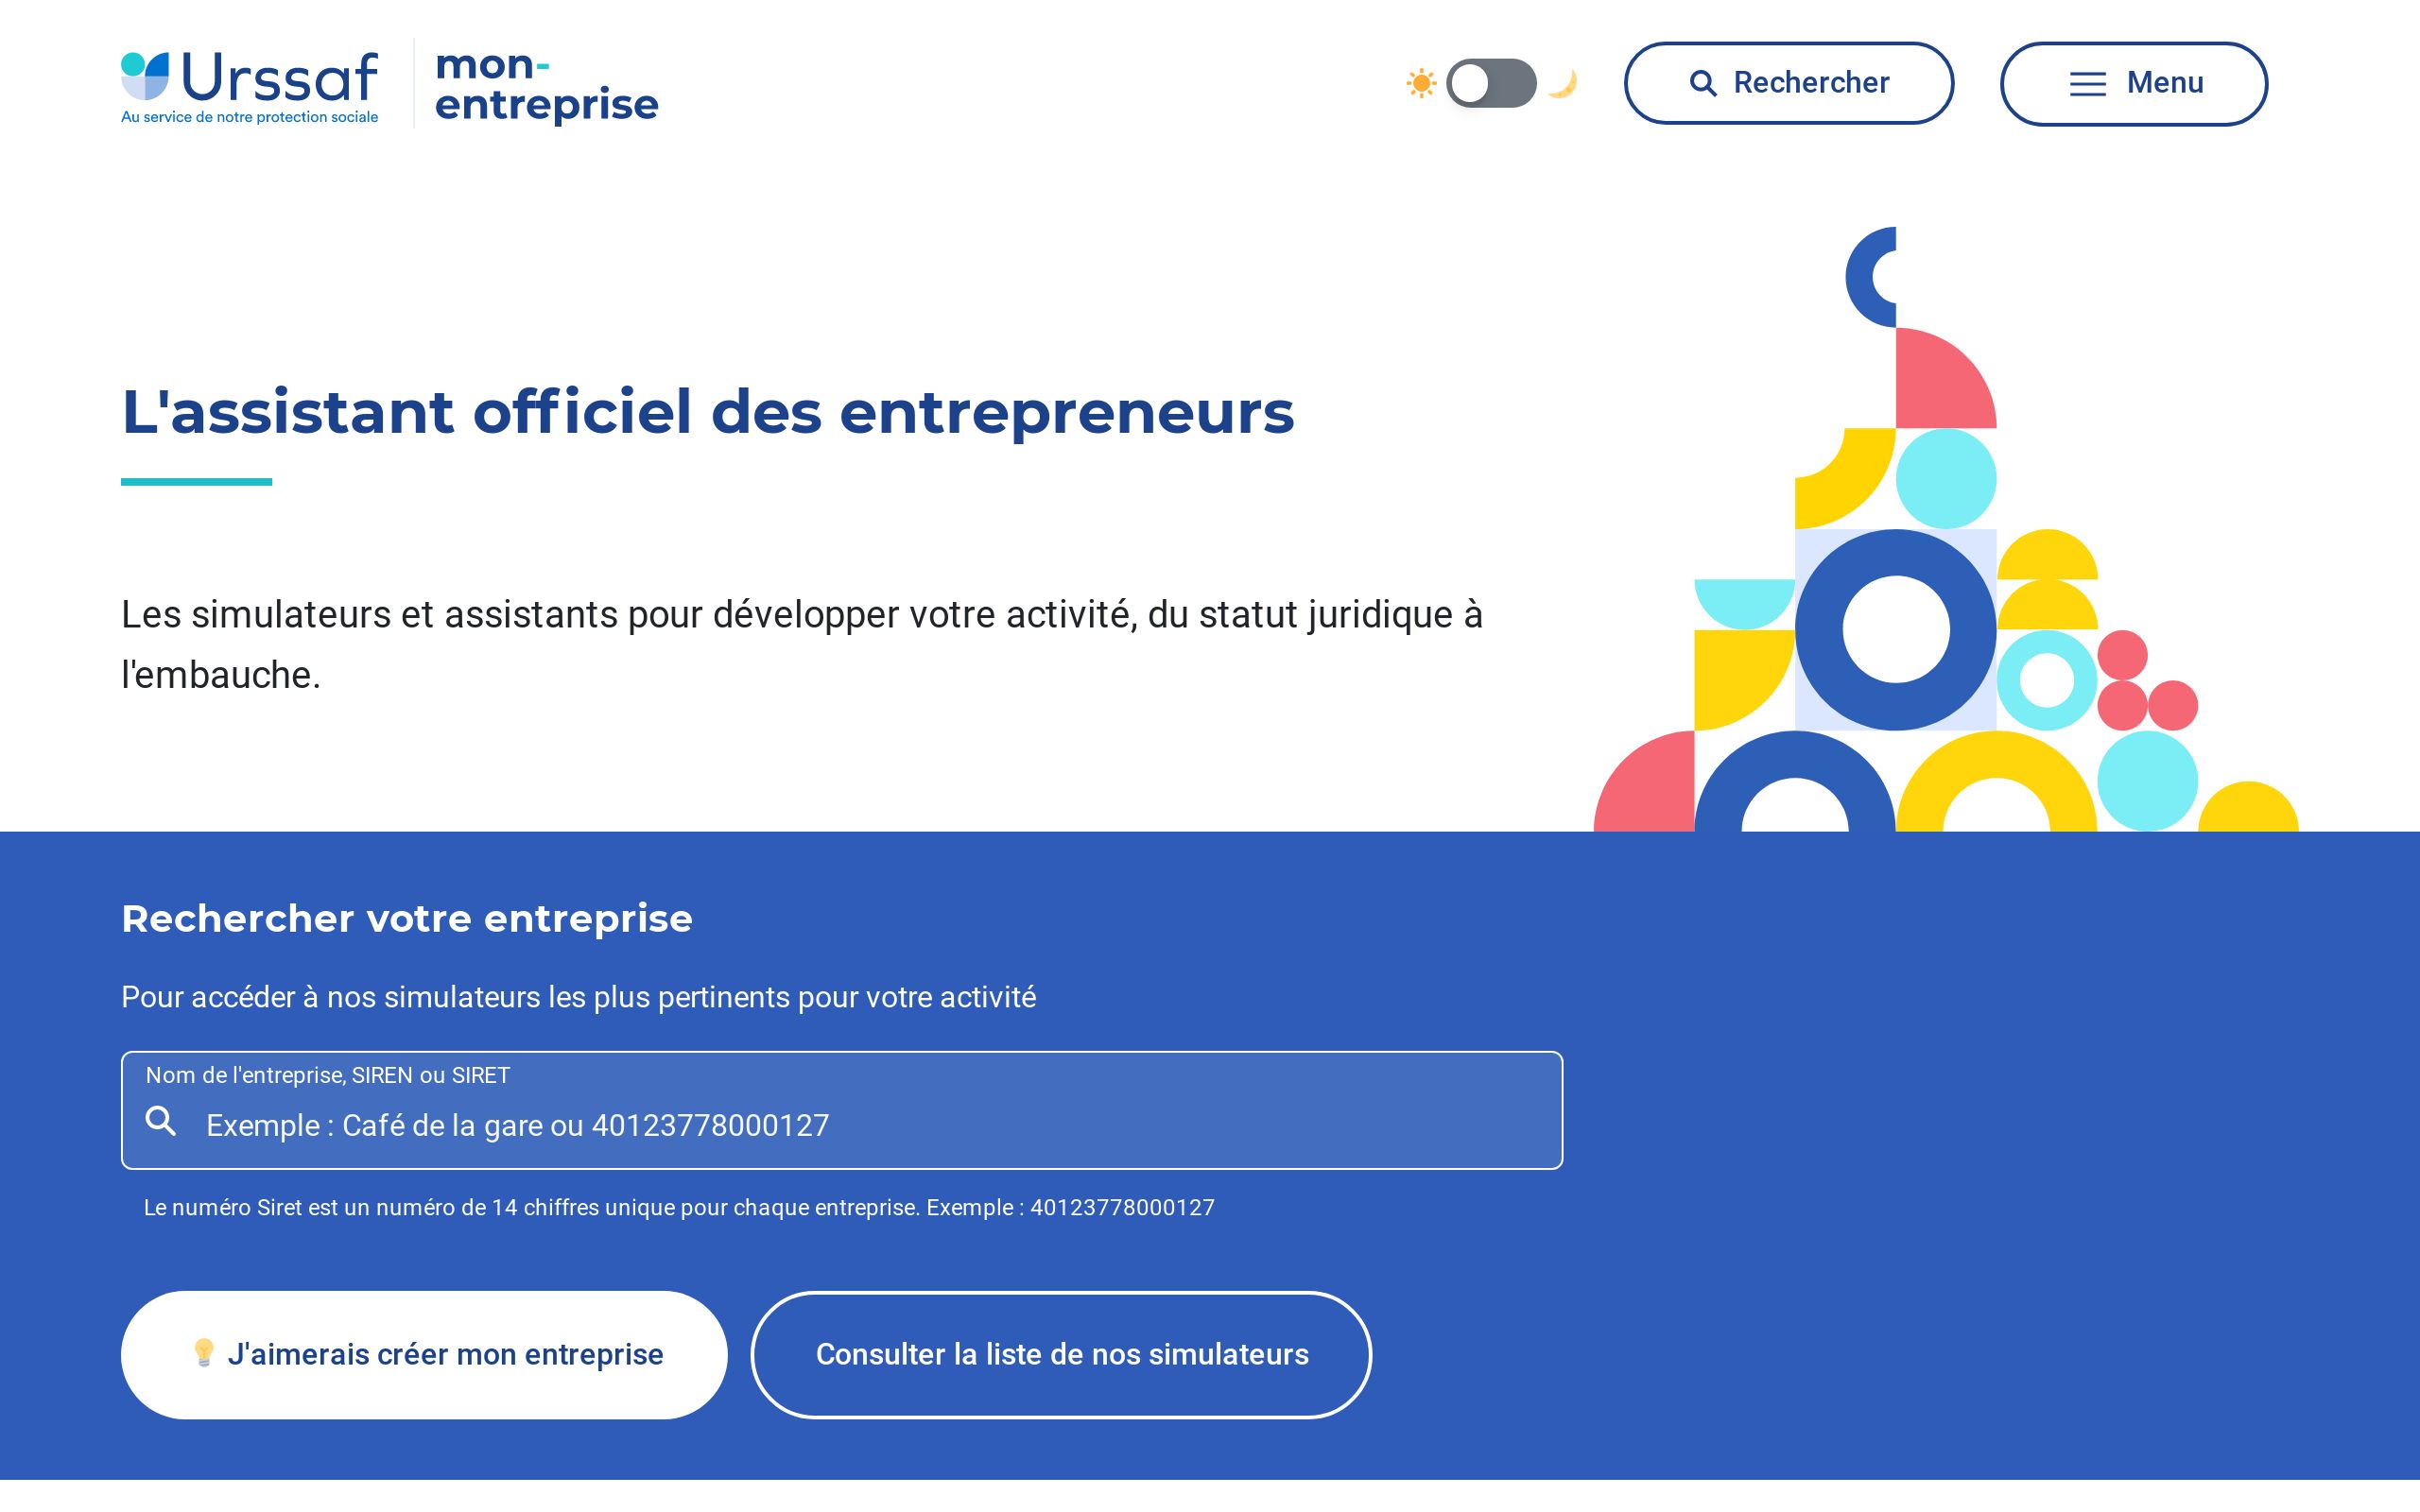 Urssaf
Au service de notre protection sociale
mon-
entreprise
Rechercher
Menu
L'assistant officiel des entrepreneurs
Les simulateurs et assistants pour développer votre activité, du statut juridique à
l'embauche.
Rechercher votre entreprise
Pour accéder à nos simulateurs les plus pertinents pour votre activité
Nom de l'entreprise, SIREN ou SIRET
Exemple : Café de la gare ou 40123778000127
Le numéro Siret est un numéro de 14 chiffres unique pour chaque entreprise. Exemple : 40123778000127
J'aimerais créer mon entreprise
Consulter la liste de nos simulateurs